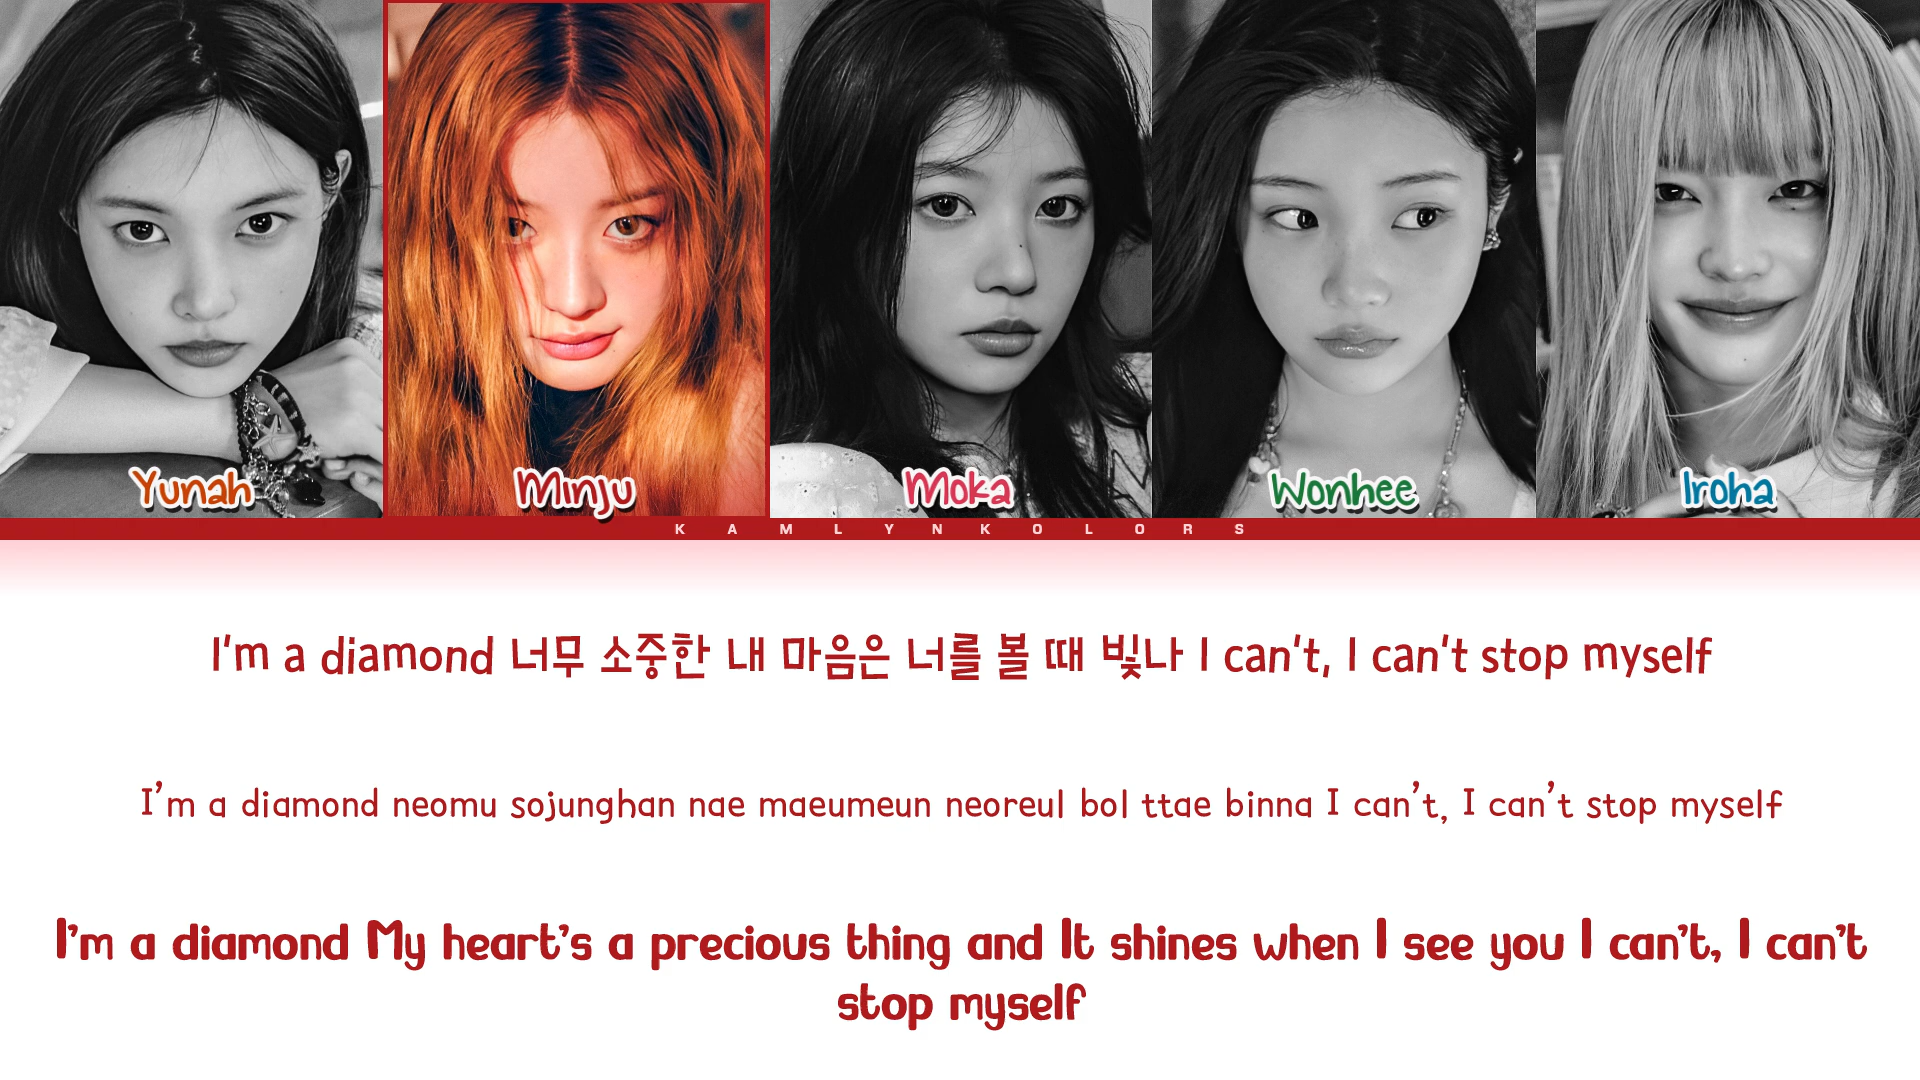 Yunah Minju Moka Wonhee Iroha
KAMLYNKOLORS
I'm a diamond 너무 소중한 내 마음은 너를 볼 때 빛나 I can't, I can't stop myself
I'm a diamond neomu sojunghan nae maeumeun neoreul bol ttae binna I can't, I can't stop myself
I'm a diamond My heart's a precious thing and It shines when I see you I can't, I can't
stop myself